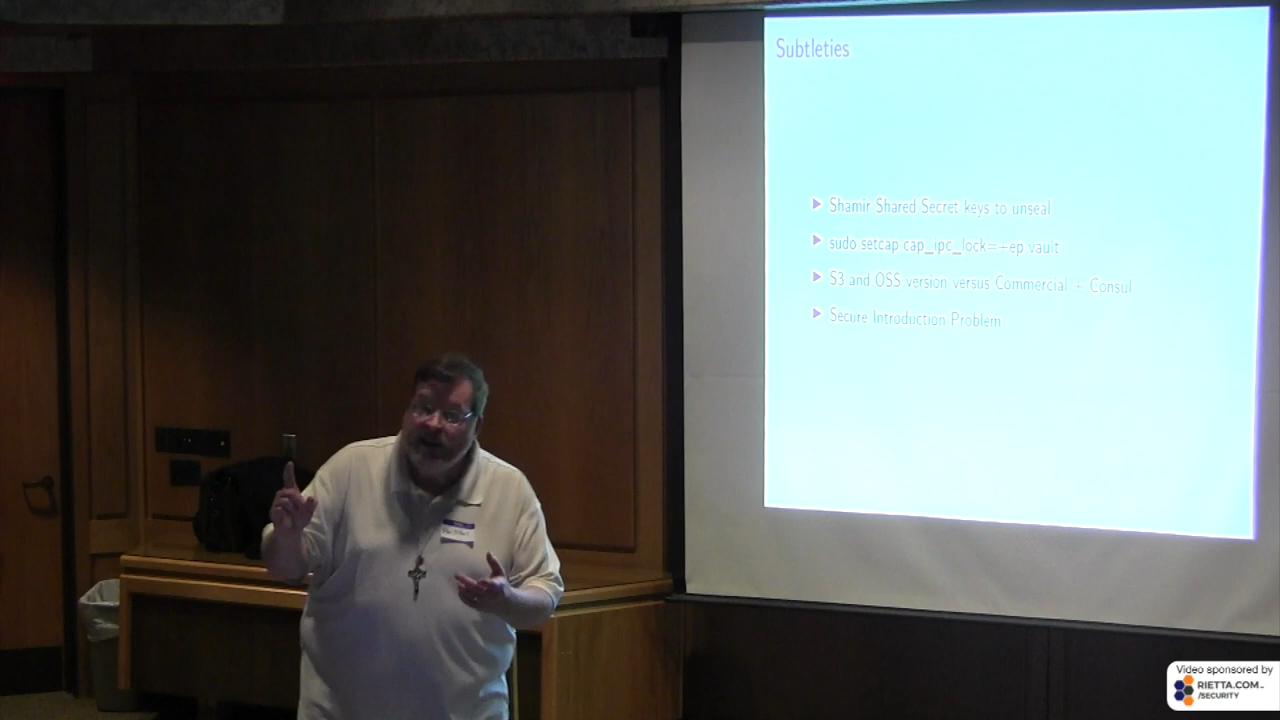 Subtleties
Shamir Shared Secret keys to unseal
sudo setcap cap_ipc_lock=+ep vault
S3 and OSS version versus Commercial + Consul
Secure Introduction Problem
Video sponsored by
RIETTA.COM
/SECURITY